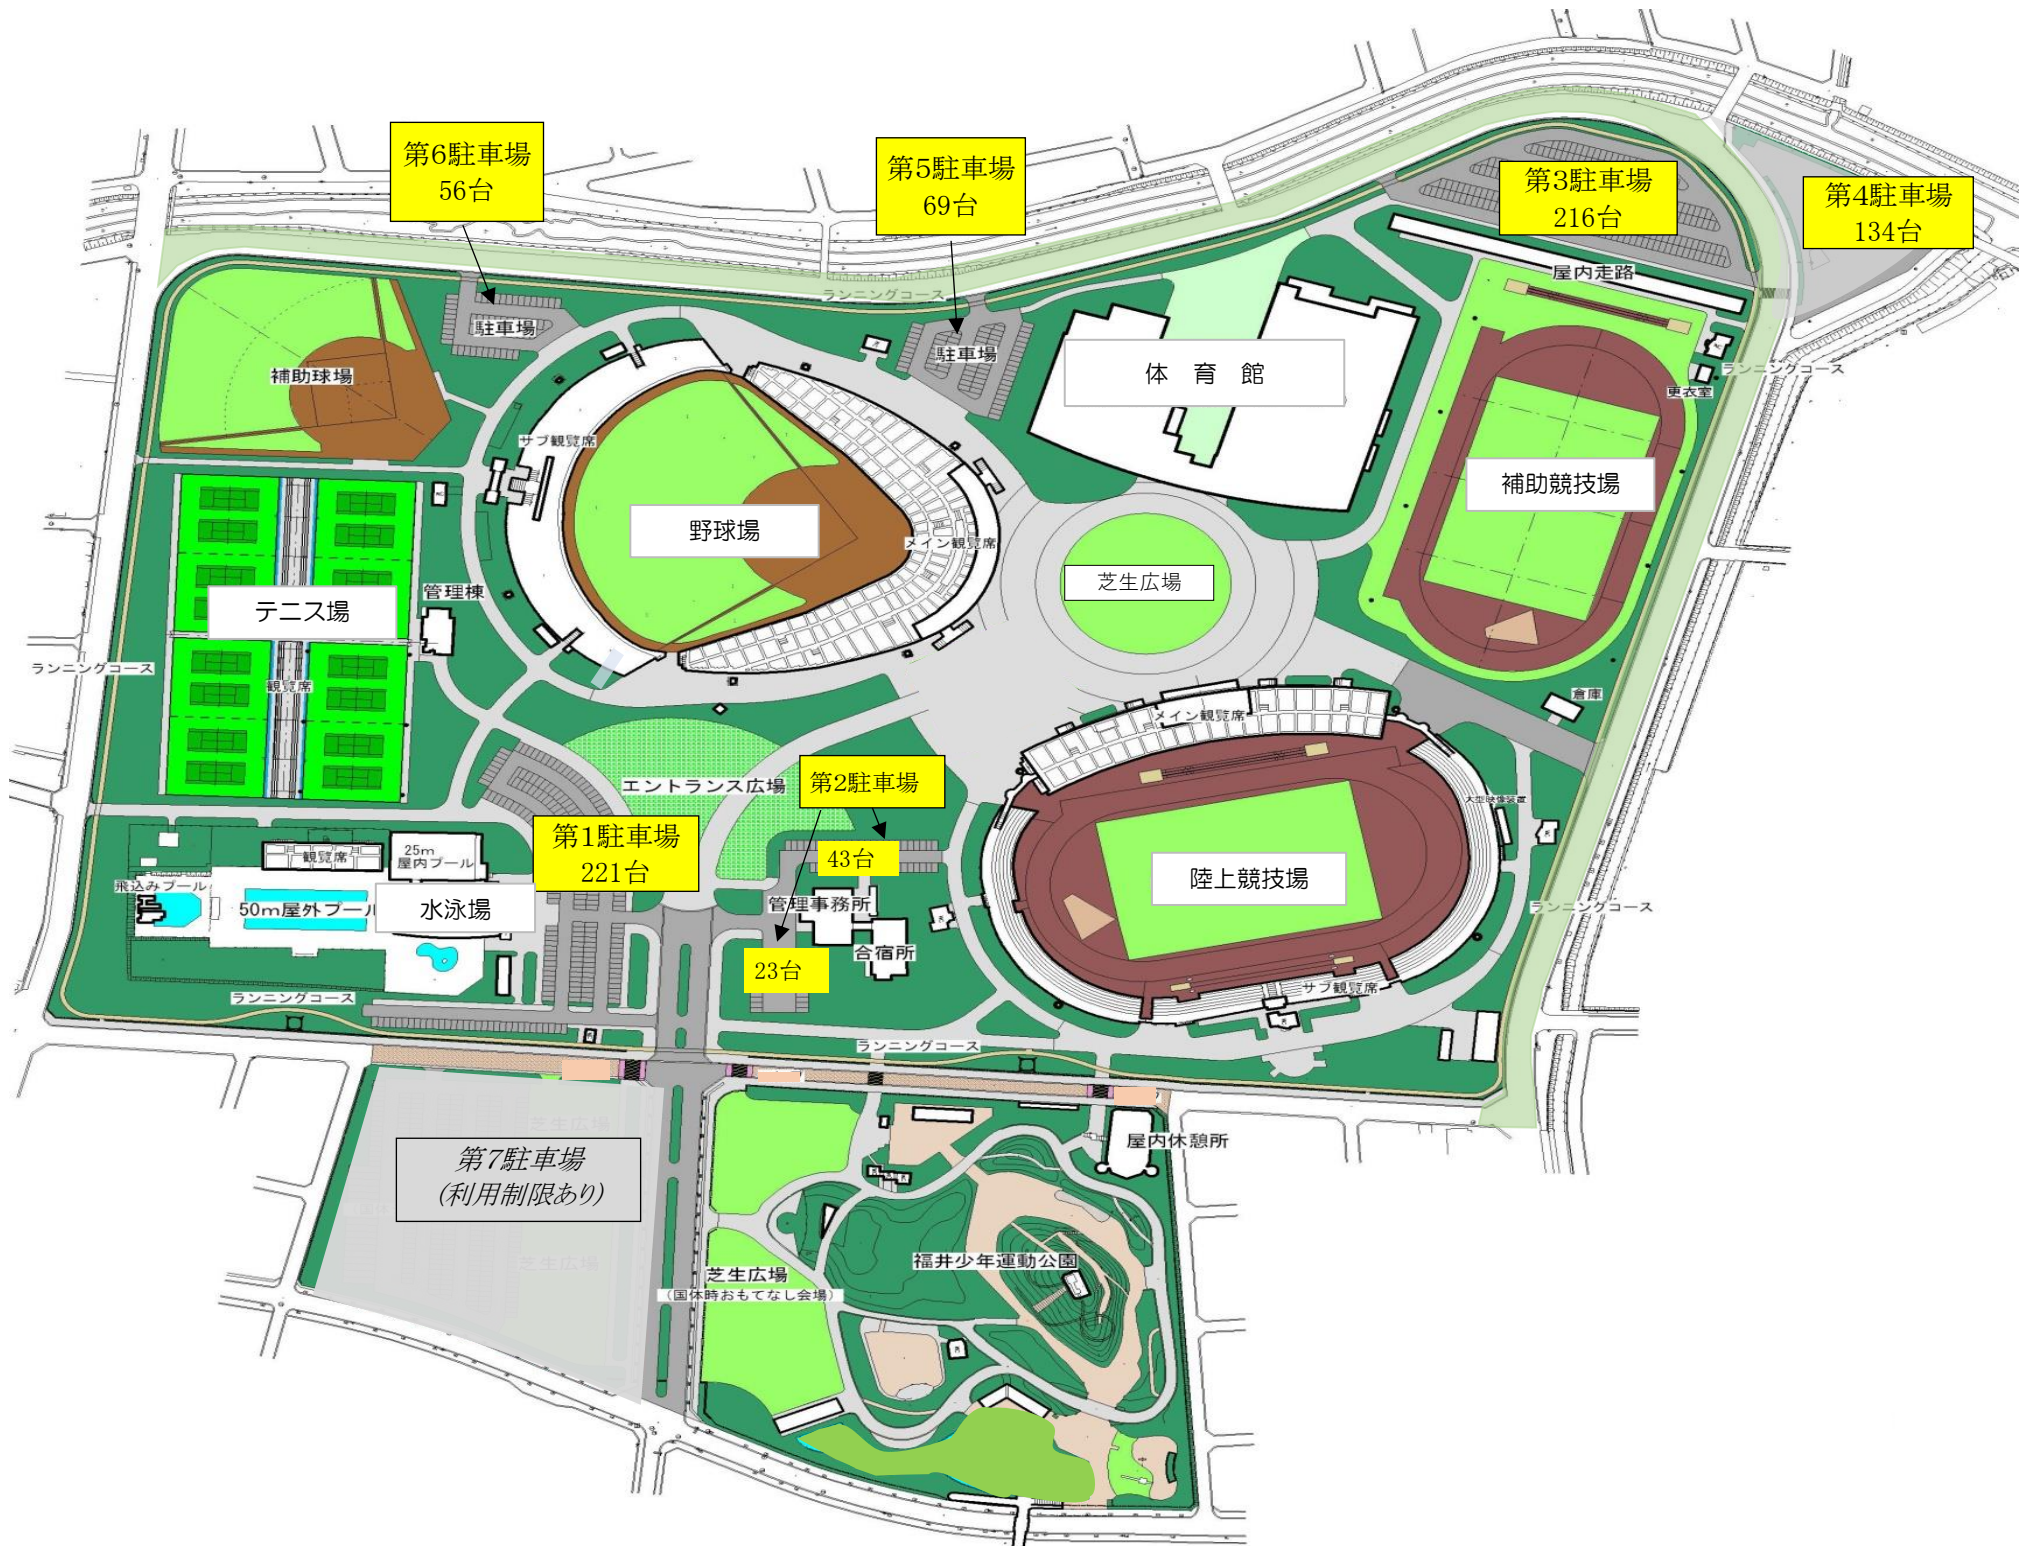 第6駐車場
56台
第5駐車場
69台
第3駐車場
216台
第4駐車場
134台
屋内走路
ランニングコース
駐車場
駐車場
補助球場
体 育 館
ランニングコース
更衣室
サブ観覧席
補助競技場
野球場
メイン観覧席
芝生広場
管理棟
テニス場
ランニングコース
観覧席
倉庫
メイン観覧席
エントランス広場
第2駐車場
大型映像装置
第1駐車場
221台
43台
観覧席
25m
屋内プール
飛込みプール
50m屋外プール
水泳場
管理事務所
陸上競技場
ランニングコース
合宿所
23台
サブ観覧席
ランニングコース
ランニングコース
芝生広場
屋内休憩所
第7駐車場
(利用制限あり)
芝生広場
福井少年運動公園
芝生広場
(国体時おもてなし会場)